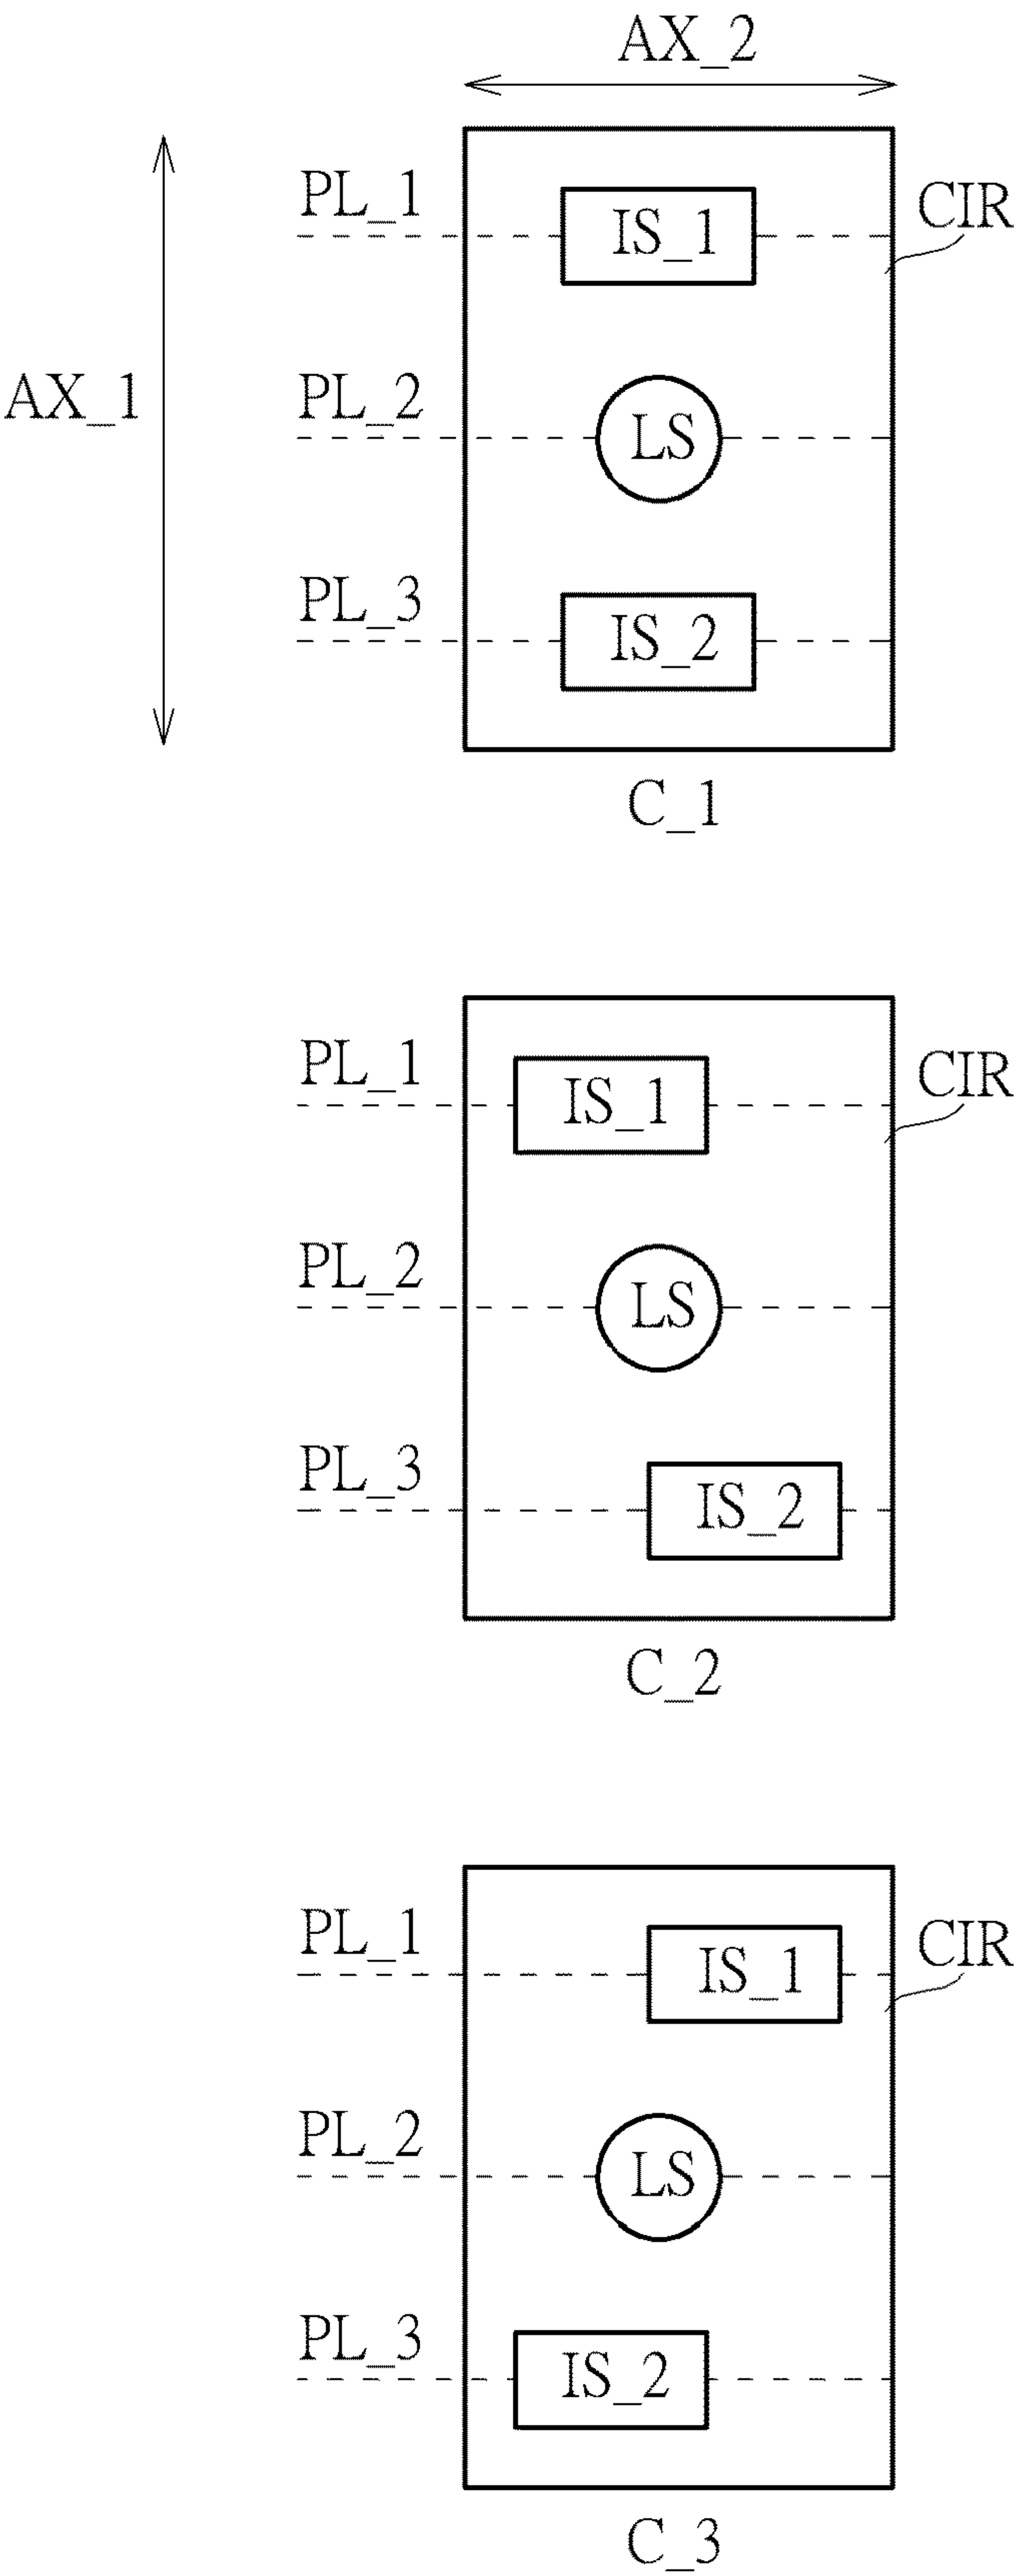 AX_2
PL_1
IS_1
CIR
AX_1
PL_2
LS
PL_3
IS_2
C_1
PL_1
IS_1
CIR
PL_2
LS
PL_3
IS_2
C_2
PL_1
IS_1
CIR
PL_2
LS
PL_3
IS_2
C_3